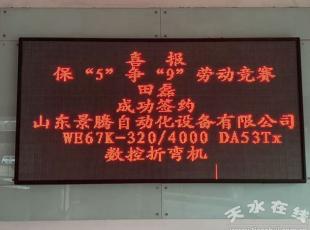 喜 报
保“5”争“9”劳动竞赛
田磊
成功签约
山东景腾自动化设备有限公司
WE67K-320/4000 DA53Tx
数控折弯机
天水在线